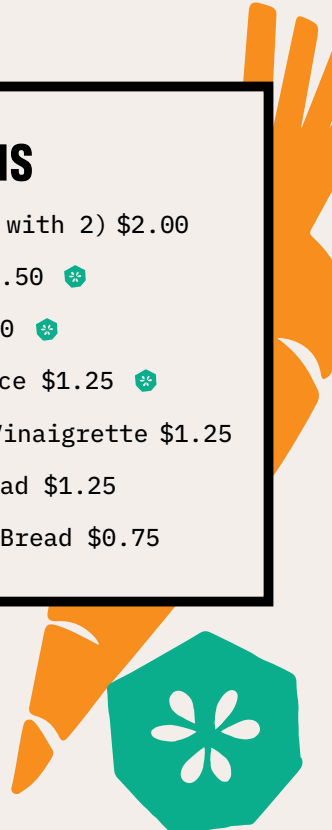 NS
with 2) $2.00
.50
0
ce $1.25
Vinaigrette $1.25
ad $1.25
Bread $0.75